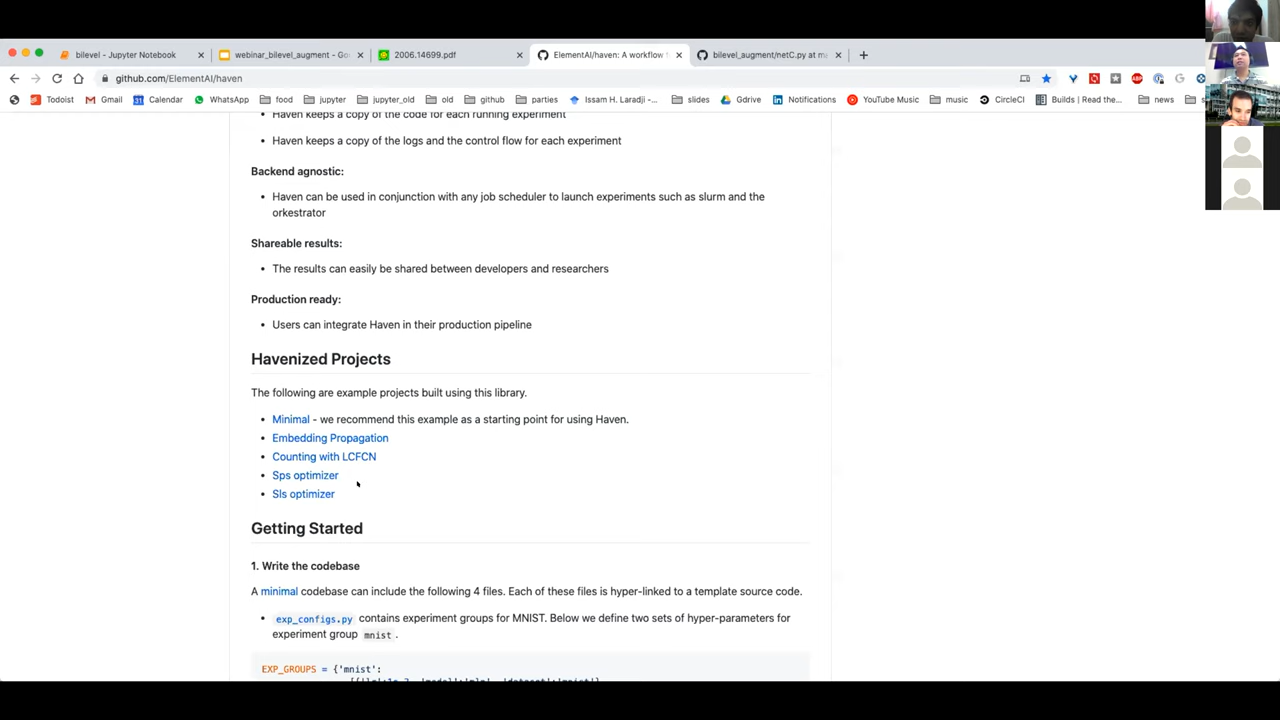 bilevel - Jupyter Notebook
webinar_bilevel_augment - Go
2006.14699.pdf
ElementAI/haven: A workflow
bilevel_augment/netC.py at m
github.com/ElementAI/haven
ABP
Todoist
Gmail
Calendar
WhatsApp
food
jupyter
jupyter_old
old
github
parties
Issam H. Laradji -...
slides
Gdrive
Notifications
YouTube Music
music
CircleCI
Builds | Read the...
news
Haven keeps a copy of the code for each running experiment
Haven keeps a copy of the logs and the control flow for each experiment
Backend agnostic:
Haven can be used in conjunction with any job scheduler to launch experiments such as slurm and the
orkestrator
Shareable results:
The results can easily be shared between developers and researchers
Production ready:
Users can integrate Haven in their production pipeline
Havenized Projects
The following are example projects built using this library.
Minimal - we recommend this example as a starting point for using Haven.
Embedding Propagation
Counting with LCFCN
Sps optimizer
Sls optimizer
Getting Started
1. Write the codebase
A minimal codebase can include the following 4 files. Each of these files is hyper-linked to a template source code.
exp_configs.py contains experiment groups for MNIST. Below we define two sets of hyper-parameters for
experiment group mnist .
EXP_GROUPS = {'mnist':